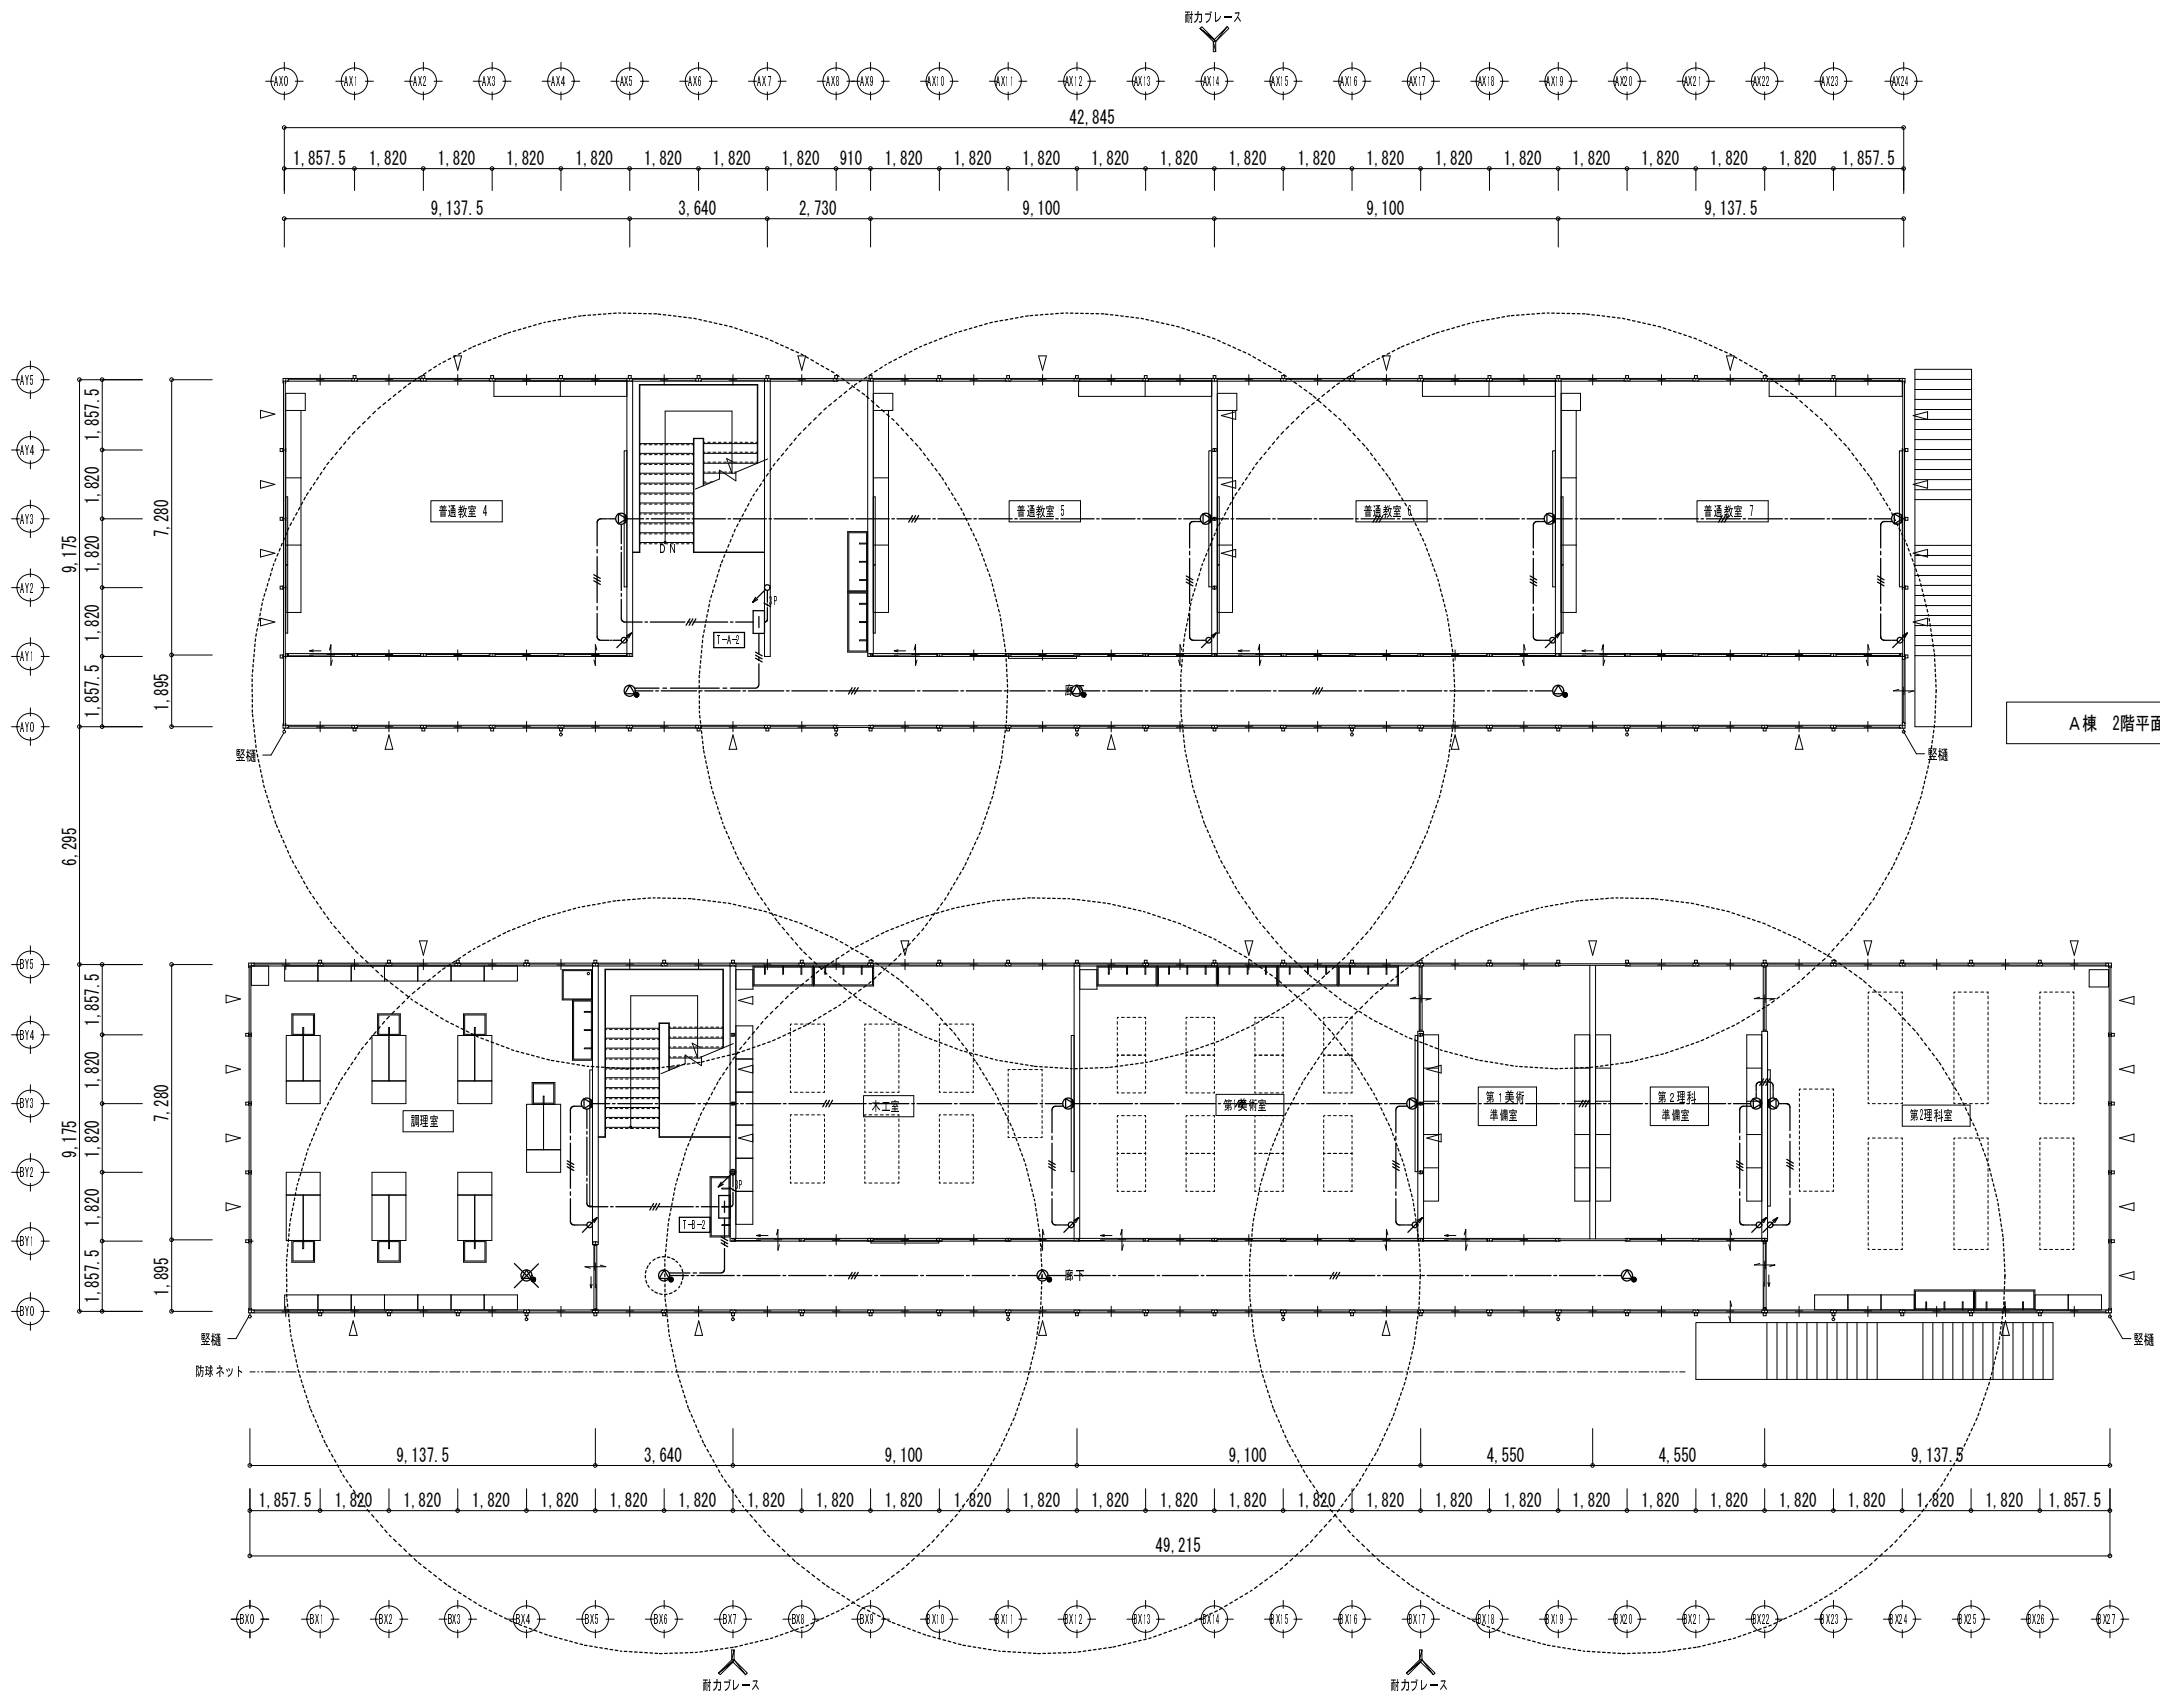 耐力ブレース
AX0 AX1 AX2 AX3 AX4 AX5 AX6 AX7 AX8 AX9 AX10 AX11 AX12 AX13 AX14 AX15 AX16 AX17 AX18 AX19 AX20 AX21 AX22 AX23 AX24
42,845
1,857.5 1,820 1,820 1,820 1,820 1,820 1,820 1,820 910 1,820 1,820 1,820 1,820 1,820 1,820 1,820 1,820 1,820 1,820 1,820 1,820 1,820 1,820 1,857.5
9,137.5 3,640 2,730 9,100 9,100 9,137.5
AY5
AY4
AY3
AY2
AY1
AY0
1,857.5
1,820
1,820
1,820
1,857.5
9,175
7,280
1,895
普通教室 4
普通教室 5
普通教室 6
普通教室 7
DN
3P
T-A-2
廊下
竪樋
竪樋
A棟 2階平面
6,295
BY5
BY4
BY3
BY2
BY1
BY0
1,857.5
1,820
1,820
1,820
1,857.5
9,175
7,280
1,895
調理室
木工室
第1美術室
第1美術
準備室
第2理科
準備室
第2理科室
3P
T-B-2
廊下
竪樋
竪樋
防球ネット
9,137.5 3,640 9,100 9,100 4,550 4,550 9,137.5
1,857.5 1,820 1,820 1,820 1,820 1,820 1,820 1,820 1,820 1,820 1,820 1,820 1,820 1,820 1,820 1,820 1,820 1,820 1,820 1,820 1,820 1,820 1,820 1,820 1,820 1,820 1,857.5
49,215
BX0 BX1 BX2 BX3 BX4 BX5 BX6 BX7 BX8 BX9 BX10 BX11 BX12 BX13 BX14 BX15 BX16 BX17 BX18 BX19 BX20 BX21 BX22 BX23 BX24 BX25 BX26 BX27
耐力ブレース
耐力ブレース